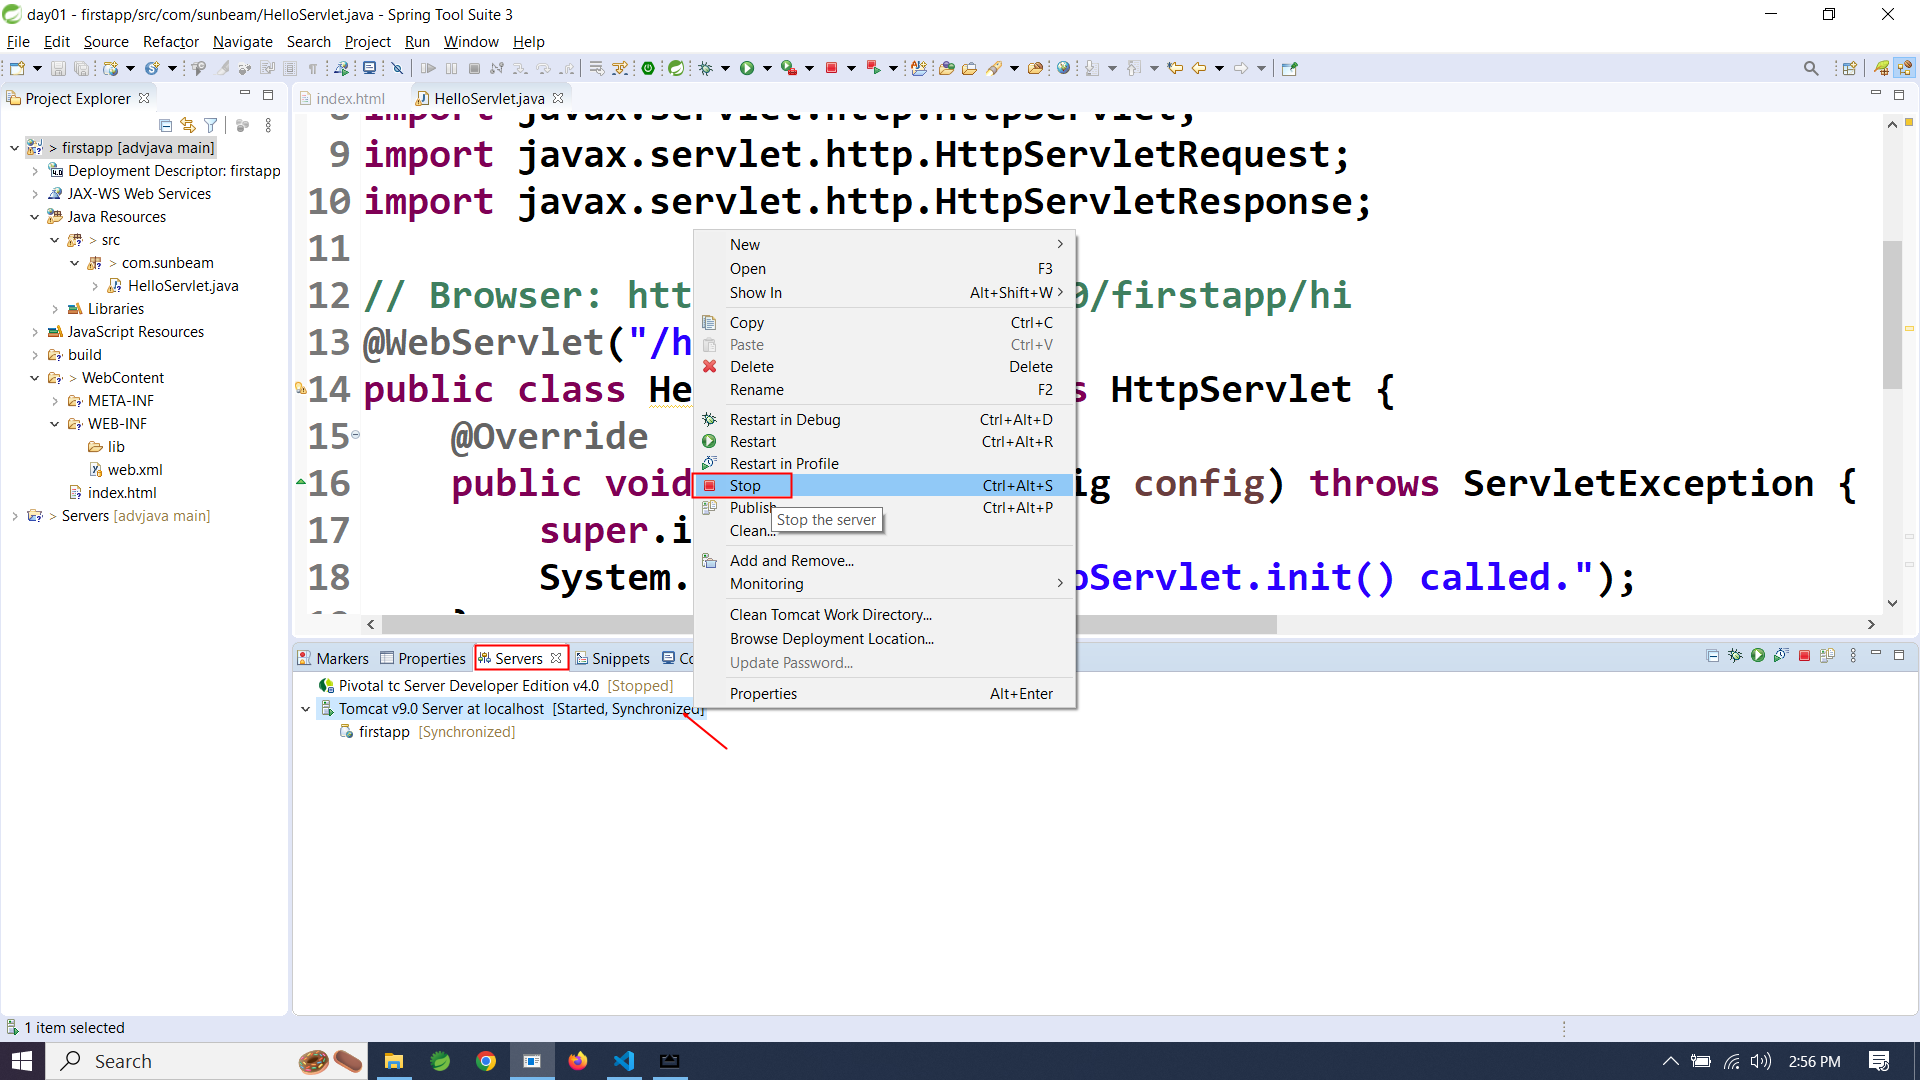 day01 - firstapp/src/com/sunbeam/HelloServlet.java - Spring Tool Suite 3
File Edit Source Refactor Navigate Search Project Run Window Help
Project Explorer
index.html HelloServlet.java
> firstapp [advjava main]
Deployment Descriptor: firstapp
JAX-WS Web Services
Java Resources
> src
> com.sunbeam
HelloServlet.java
Libraries
JavaScript Resources
build
> WebContent
META-INF
WEB-INF
lib
web.xml
index.html
> Servers [advjava main]
8 import javax.servlet.http.HttpServlet;
9 import javax.servlet.http.HttpServletRequest;
10 import javax.servlet.http.HttpServletResponse;
11
12 // Browser: htt 0/firstapp/hi
13 @WebServlet("/h
14 public class He s HttpServlet {
15 @Override
16 public void ig config) throws ServletException {
17 super.i
18 System. oServlet.init() called.");
New
Open F3
Show In Alt+Shift+W
Copy Ctrl+C
Paste Ctrl+V
Delete Delete
Rename F2
Restart in Debug Ctrl+Alt+D
Restart Ctrl+Alt+R
Restart in Profile
Stop Ctrl+Alt+S
Publish Ctrl+Alt+P
Stop the server
Clean...
Add and Remove...
Monitoring
Clean Tomcat Work Directory...
Browse Deployment Location...
Update Password...
Properties Alt+Enter
Markers Properties Servers Snippets Co
Pivotal tc Server Developer Edition v4.0 [Stopped]
Tomcat v9.0 Server at localhost [Started, Synchronized]
firstapp [Synchronized]
1 item selected
Search
2:56 PM